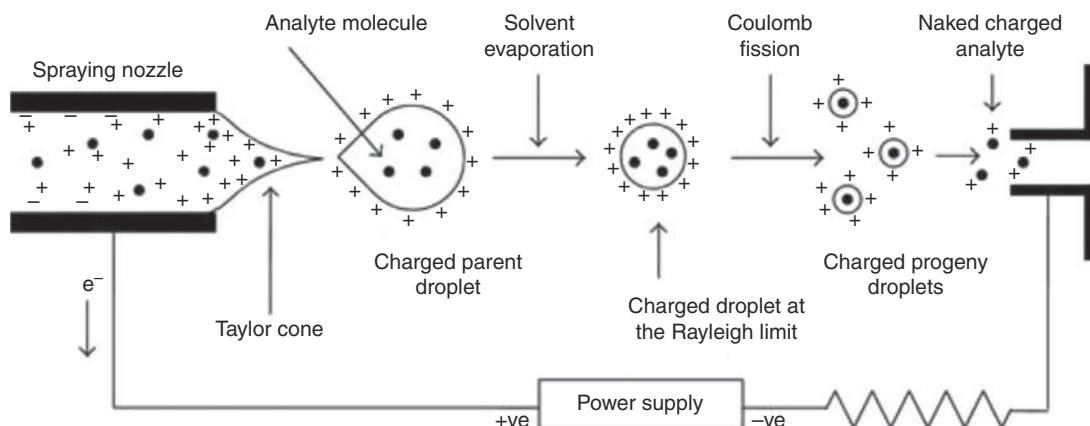 Analyte molecule
Solvent
evaporation
Coulomb
fission
Naked charged
analyte
Spraying nozzle
Charged parent
droplet
Charged progeny
droplets
e⁻
Taylor cone
Charged droplet at
the Rayleigh limit
+ve
Power supply
–ve